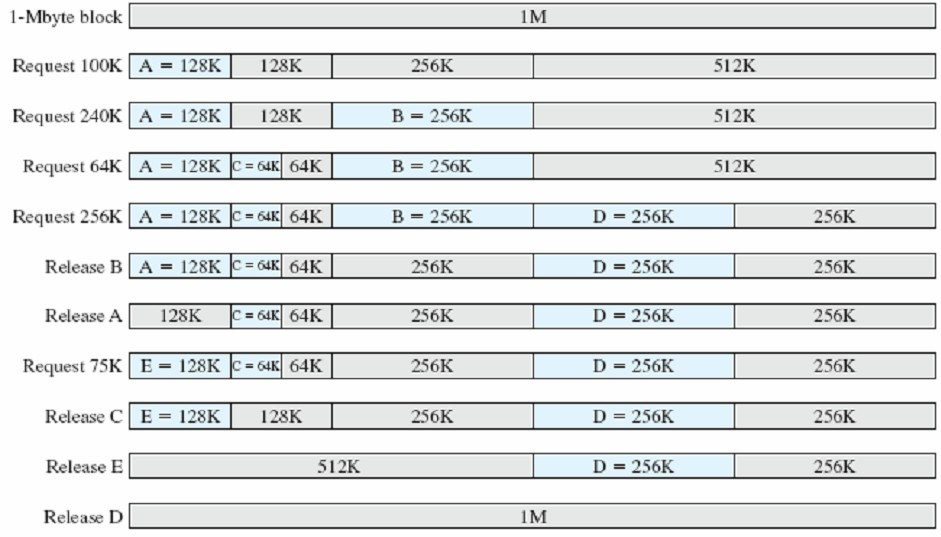 1-Mbyte block 1M
Request 100K A = 128K 128K 256K 512K
Request 240K A = 128K 128K B = 256K 512K
Request 64K A = 128K C = 64K 64K B = 256K 512K
Request 256K A = 128K C = 64K 64K B = 256K D = 256K 256K
Release B A = 128K C = 64K 64K 256K D = 256K 256K
Release A 128K C = 64K 64K 256K D = 256K 256K
Request 75K E = 128K C = 64K 64K 256K D = 256K 256K
Release C E = 128K 128K 256K D = 256K 256K
Release E 512K D = 256K 256K
Release D 1M